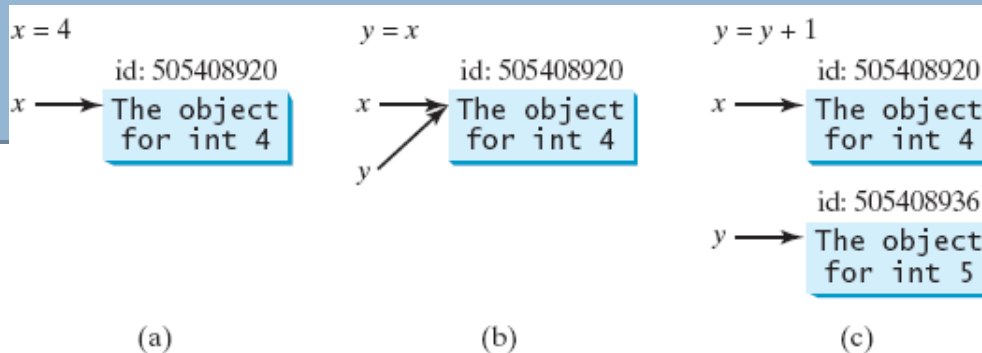 x = 4
id: 505408920
x
The object
for int 4
(a)
y = x
id: 505408920
x
The object
for int 4
y
(b)
y = y + 1
id: 505408920
x
The object
for int 4
id: 505408936
y
The object
for int 5
(c)